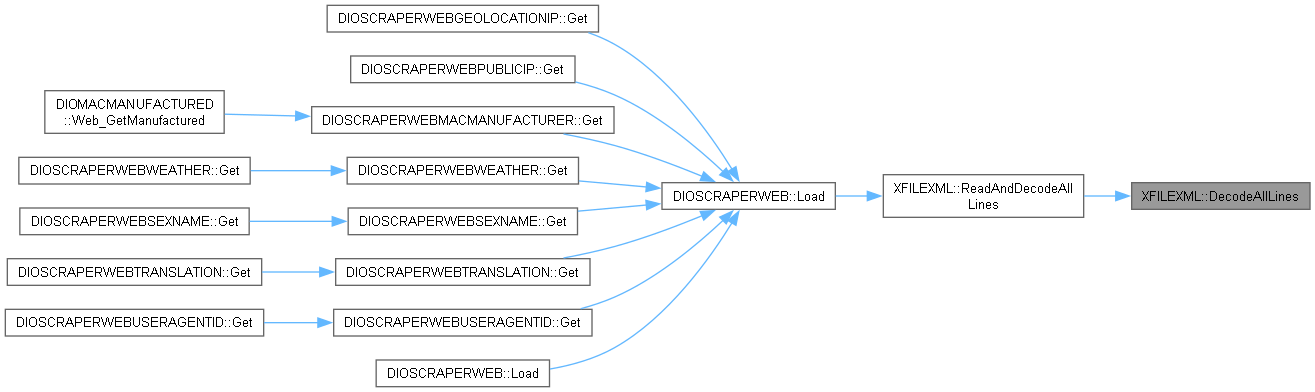 DIOSCRAPERWEBGEOLOCATIONIP::Get
DIOSCRAPERWEBPUBLICIP::Get
DIOMACMANUFACTURED
::Web_GetManufactured
DIOSCRAPERWEBMACMANUFACTURER::Get
DIOSCRAPERWEBWEATHER::Get
DIOSCRAPERWEBWEATHER::Get
DIOSCRAPERWEB::Load
XFILEXML::ReadAndDecodeAll
Lines
XFILEXML::DecodeAllLines
DIOSCRAPERWEBSEXNAME::Get
DIOSCRAPERWEBSEXNAME::Get
DIOSCRAPERWEBTRANSLATION::Get
DIOSCRAPERWEBTRANSLATION::Get
DIOSCRAPERWEBUSERAGENTID::Get
DIOSCRAPERWEBUSERAGENTID::Get
DIOSCRAPERWEB::Load